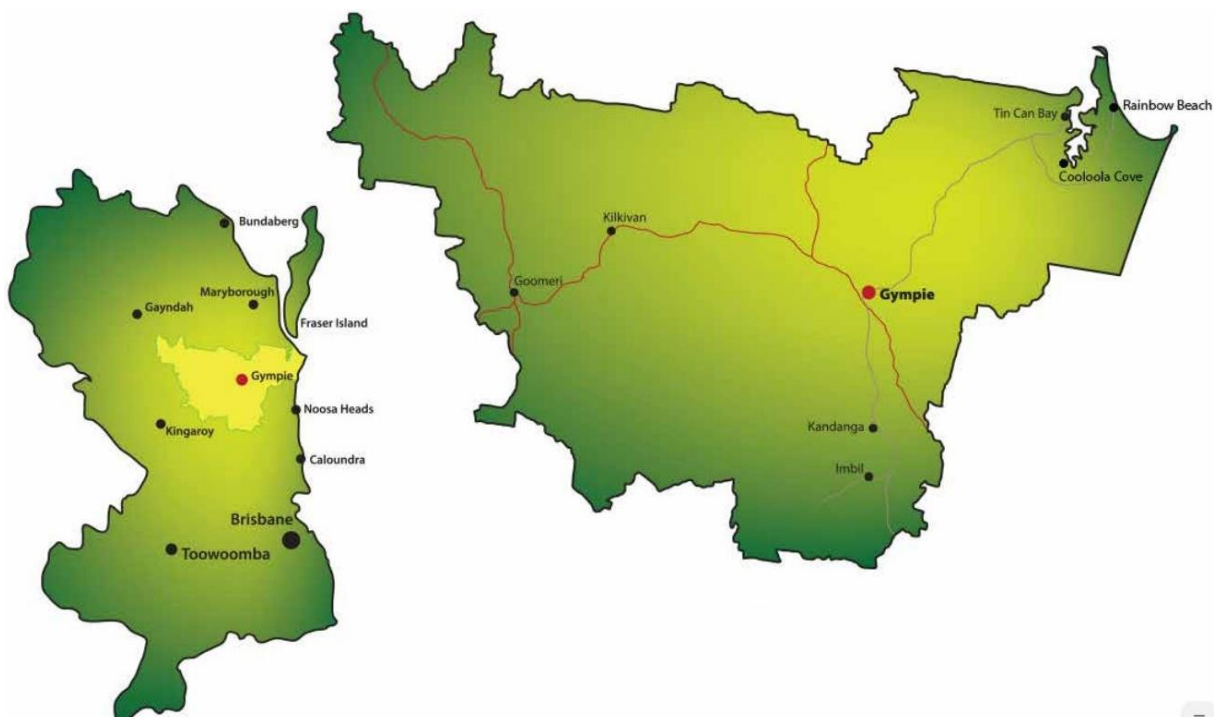 Bundaberg
Maryborough
Gayndah
Fraser Island
Gympie
Noosa Heads
Kingaroy
Caloundra
Brisbane
Toowoomba
Rainbow Beach
Tin Can Bay
Cooloola Cove
Kilkivan
Goomeri
Gympie
Kandanga
Imbil